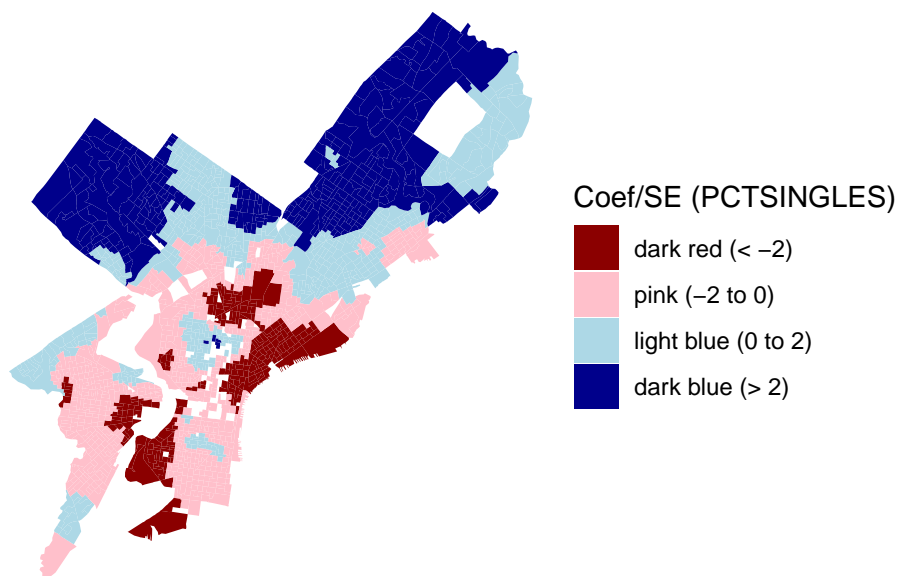 Coef/SE (PCTSINGLES)
dark red (< −2)
pink (−2 to 0)
light blue (0 to 2)
dark blue (> 2)